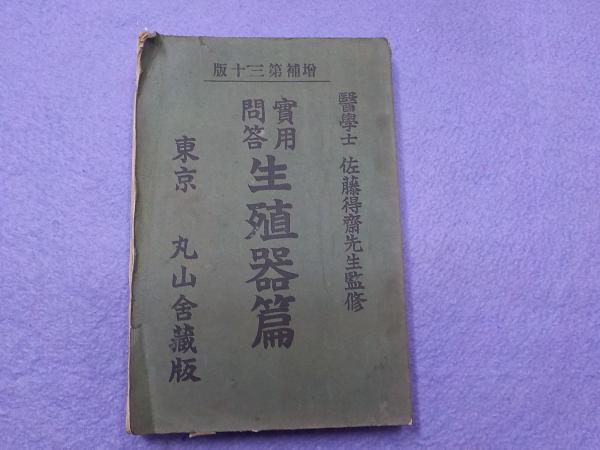 増補第三十版
醫學士 佐藤得齋先生監修
實用
問答
生殖器篇
東京 丸山舍藏版